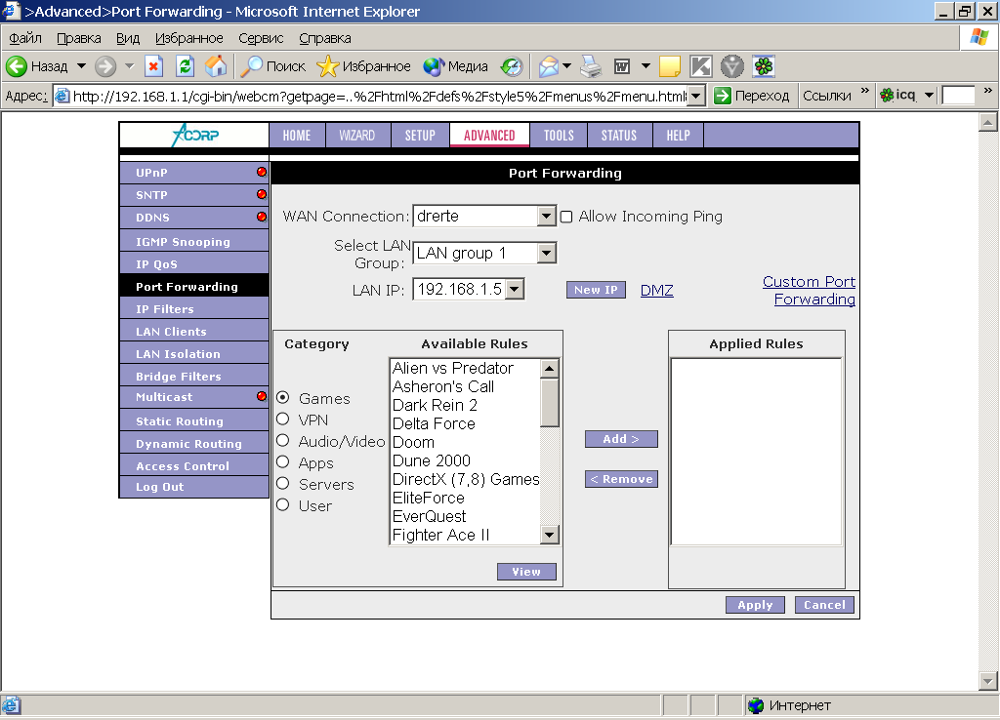 >Advanced>Port Forwarding - Microsoft Internet Explorer
Файл Правка Вид Избранное Сервис Справка
Назад Поиск Избранное Медиа
Адрес: http://192.168.1.1/cgi-bin/webcm?getpage=..%2Fhtml%2Fdefs%2Fstyle5%2Fmenus%2Fmenu.html Переход Ссылки » icq »
ACORP HOME WIZARD SETUP ADVANCED TOOLS STATUS HELP
UPnP
SNTP
DDNS
IGMP Snooping
IP QoS
Port Forwarding
IP Filters
LAN Clients
LAN Isolation
Bridge Filters
Multicast
Static Routing
Dynamic Routing
Access Control
Log Out
Port Forwarding
WAN Connection: drerte Allow Incoming Ping
Select LAN
Group: LAN group 1
LAN IP: 192.168.1.5 New IP DMZ
Custom Port
Forwarding
Category
Games
VPN
Audio/Video
Apps
Servers
User
Available Rules
Alien vs Predator
Asheron's Call
Dark Rein 2
Delta Force
Doom
Dune 2000
DirectX (7,8) Games
EliteForce
EverQuest
Fighter Ace II
View
Add >
< Remove
Applied Rules
Apply Cancel
Интернет